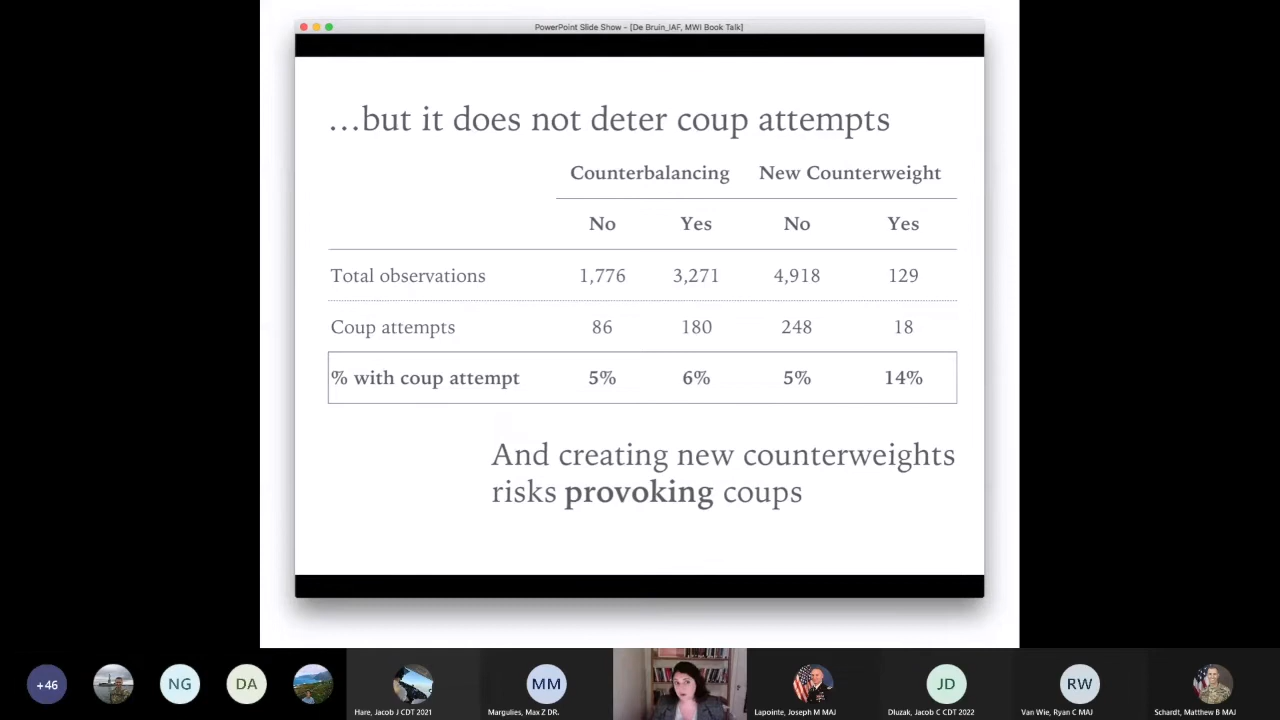 PowerPoint Slide Show - [De Bruin_IAF, MWI Book Talk]
...but it does not deter coup attempts
Counterbalancing New Counterweight
No Yes No Yes
Total observations 1,776 3,271 4,918 129
Coup attempts 86 180 248 18
% with coup attempt 5% 6% 5% 14%
And creating new counterweights
risks provoking coups
+46 NG DA MM JD RW
Hare, Jacob J CDT 2021 Margulies, Max Z DR. Lapointe, Joseph M MAJ Dluzak, Jacob C CDT 2022 Van Wie, Ryan C MAJ Schardt, Matthew B MAJ